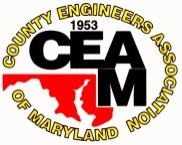 COUNTY ENGINEERS ASSOCIATION
1953
CEA
M
OF MARYLAND